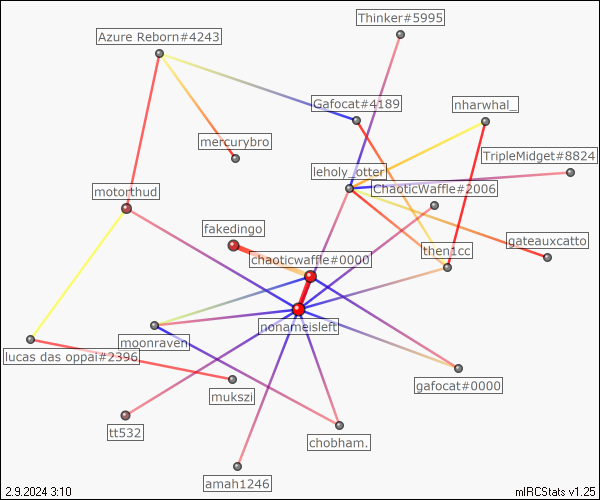 Thinker#5995
Azure Reborn#4243
Gafocat#4189
nharwhal_
mercurybro
TripleMidget#8824
leholy_otter
ChaoticWaffle#2006
motorthud
fakedingo
then1cc
gateauxcatto
chaoticwaffle#0000
nonameisleft
moonraven
lucas das oppai#2396
gafocat#0000
mukszi
tt532
chobham.
amah1246
2.9.2024 3:10
mIRCStats v1.25